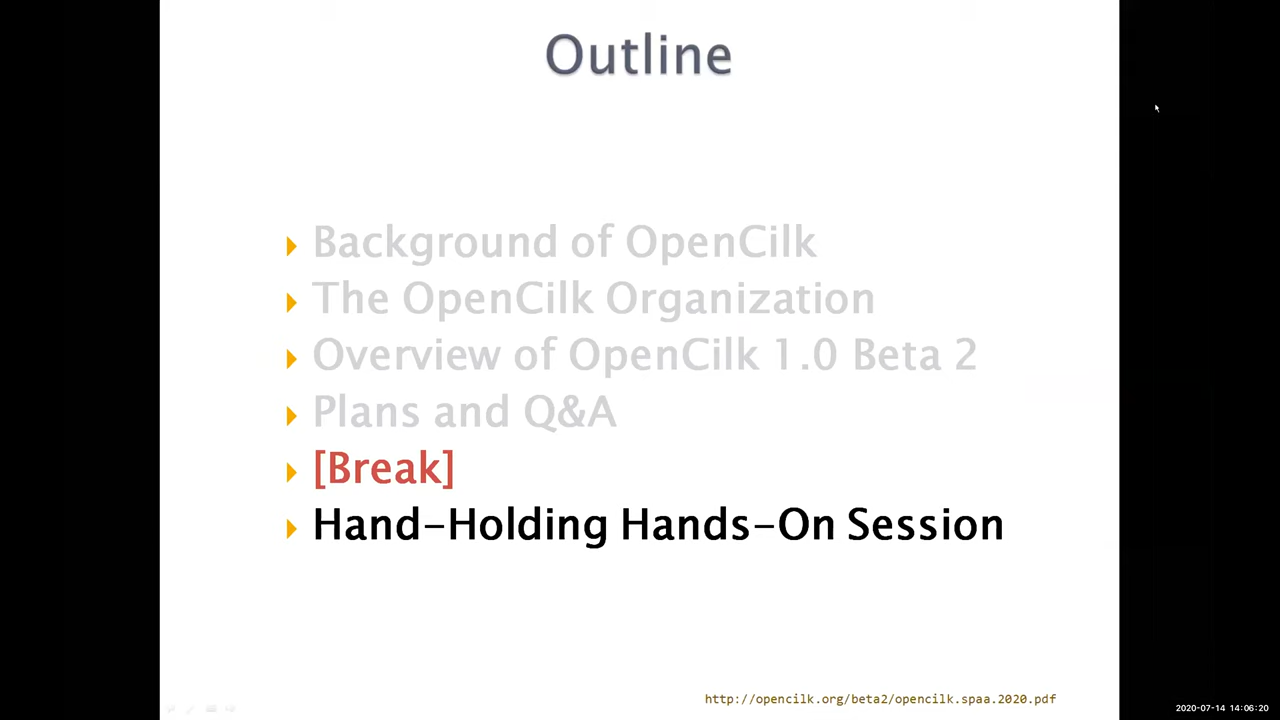 Outline
Background of OpenCilk
The OpenCilk Organization
Overview of OpenCilk 1.0 Beta 2
Plans and Q&A
[Break]
Hand-Holding Hands-On Session
http://opencilk.org/beta2/opencilk.spaa.2020.pdf
2020-07-14 14:06:20